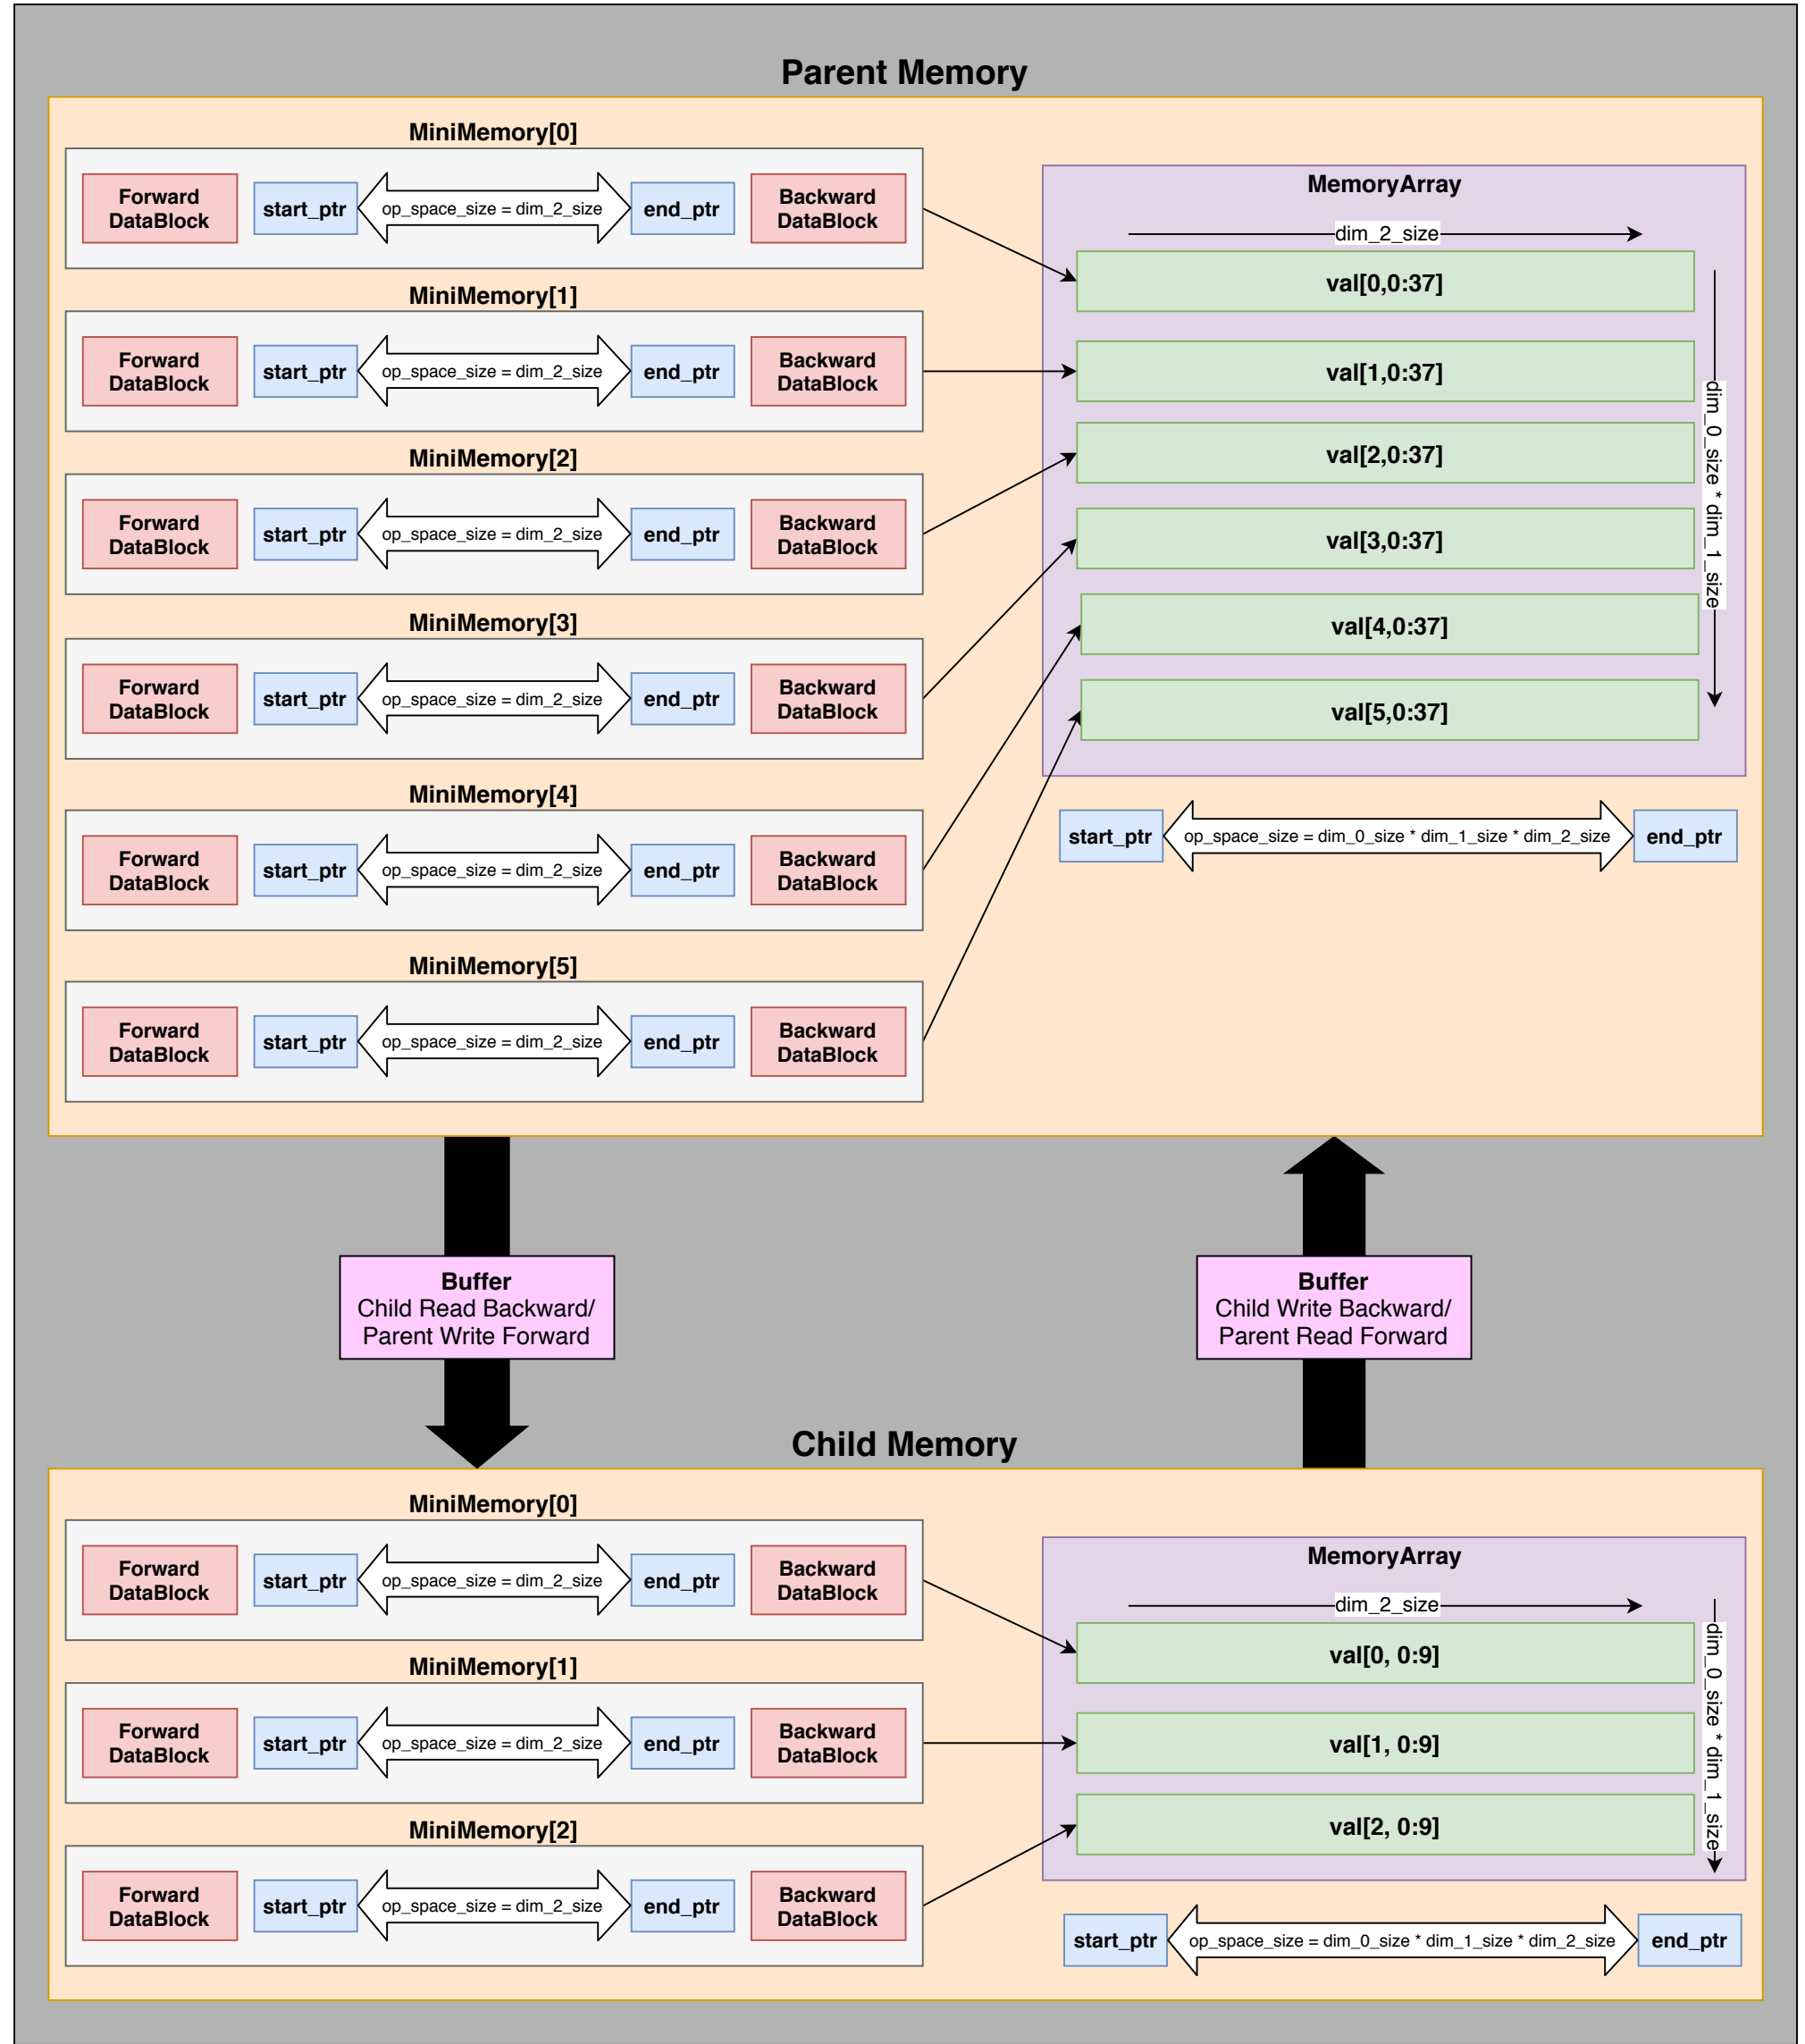 Parent Memory
MiniMemory[0]
Forward
DataBlock
start_ptr
op_space_size = dim_2_size
end_ptr
Backward
DataBlock
MiniMemory[1]
Forward
DataBlock
start_ptr
op_space_size = dim_2_size
end_ptr
Backward
DataBlock
MiniMemory[2]
Forward
DataBlock
start_ptr
op_space_size = dim_2_size
end_ptr
Backward
DataBlock
MiniMemory[3]
Forward
DataBlock
start_ptr
op_space_size = dim_2_size
end_ptr
Backward
DataBlock
MiniMemory[4]
Forward
DataBlock
start_ptr
op_space_size = dim_2_size
end_ptr
Backward
DataBlock
MiniMemory[5]
Forward
DataBlock
start_ptr
op_space_size = dim_2_size
end_ptr
Backward
DataBlock
MemoryArray
dim_2_size
val[0,0:37]
val[1,0:37]
val[2,0:37]
val[3,0:37]
val[4,0:37]
val[5,0:37]
dim_0_size * dim_1_size
start_ptr
op_space_size = dim_0_size * dim_1_size * dim_2_size
end_ptr
Buffer
Child Read Backward/
Parent Write Forward
Buffer
Child Write Backward/
Parent Read Forward
Child Memory
MiniMemory[0]
Forward
DataBlock
start_ptr
op_space_size = dim_2_size
end_ptr
Backward
DataBlock
MiniMemory[1]
Forward
DataBlock
start_ptr
op_space_size = dim_2_size
end_ptr
Backward
DataBlock
MiniMemory[2]
Forward
DataBlock
start_ptr
op_space_size = dim_2_size
end_ptr
Backward
DataBlock
MemoryArray
dim_2_size
val[0, 0:9]
val[1, 0:9]
val[2, 0:9]
dim_0_size * dim_1_size
start_ptr
op_space_size = dim_0_size * dim_1_size * dim_2_size
end_ptr